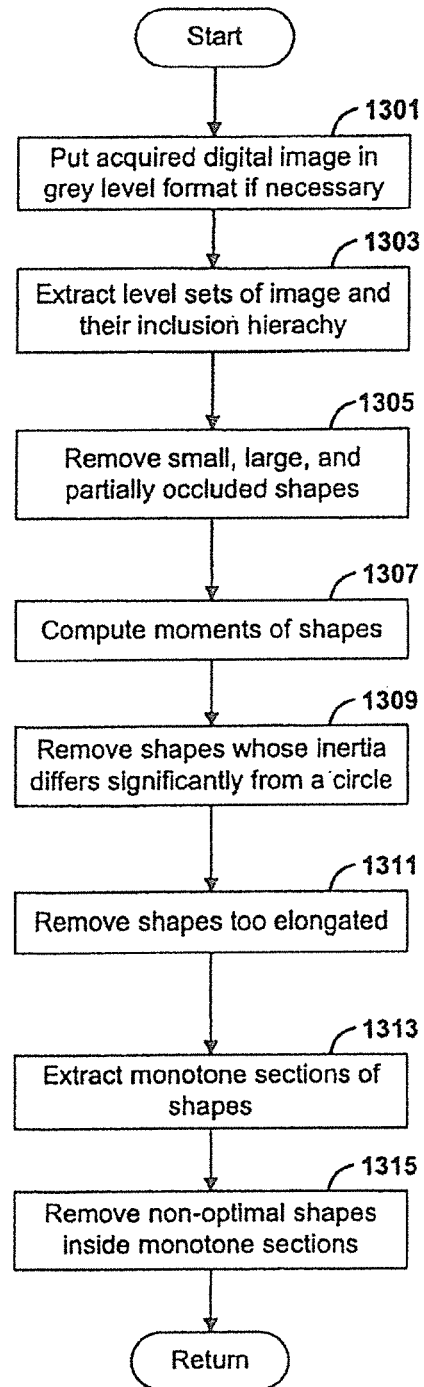 Start
1301
Put acquired digital image in
grey level format if necessary
1303
Extract level sets of image and
their inclusion hierachy
1305
Remove small, large, and
partially occluded shapes
1307
Compute moments of shapes
1309
Remove shapes whose inertia
differs significantly from a circle
1311
Remove shapes too elongated
1313
Extract monotone sections of
shapes
1315
Remove non-optimal shapes
inside monotone sections
Return